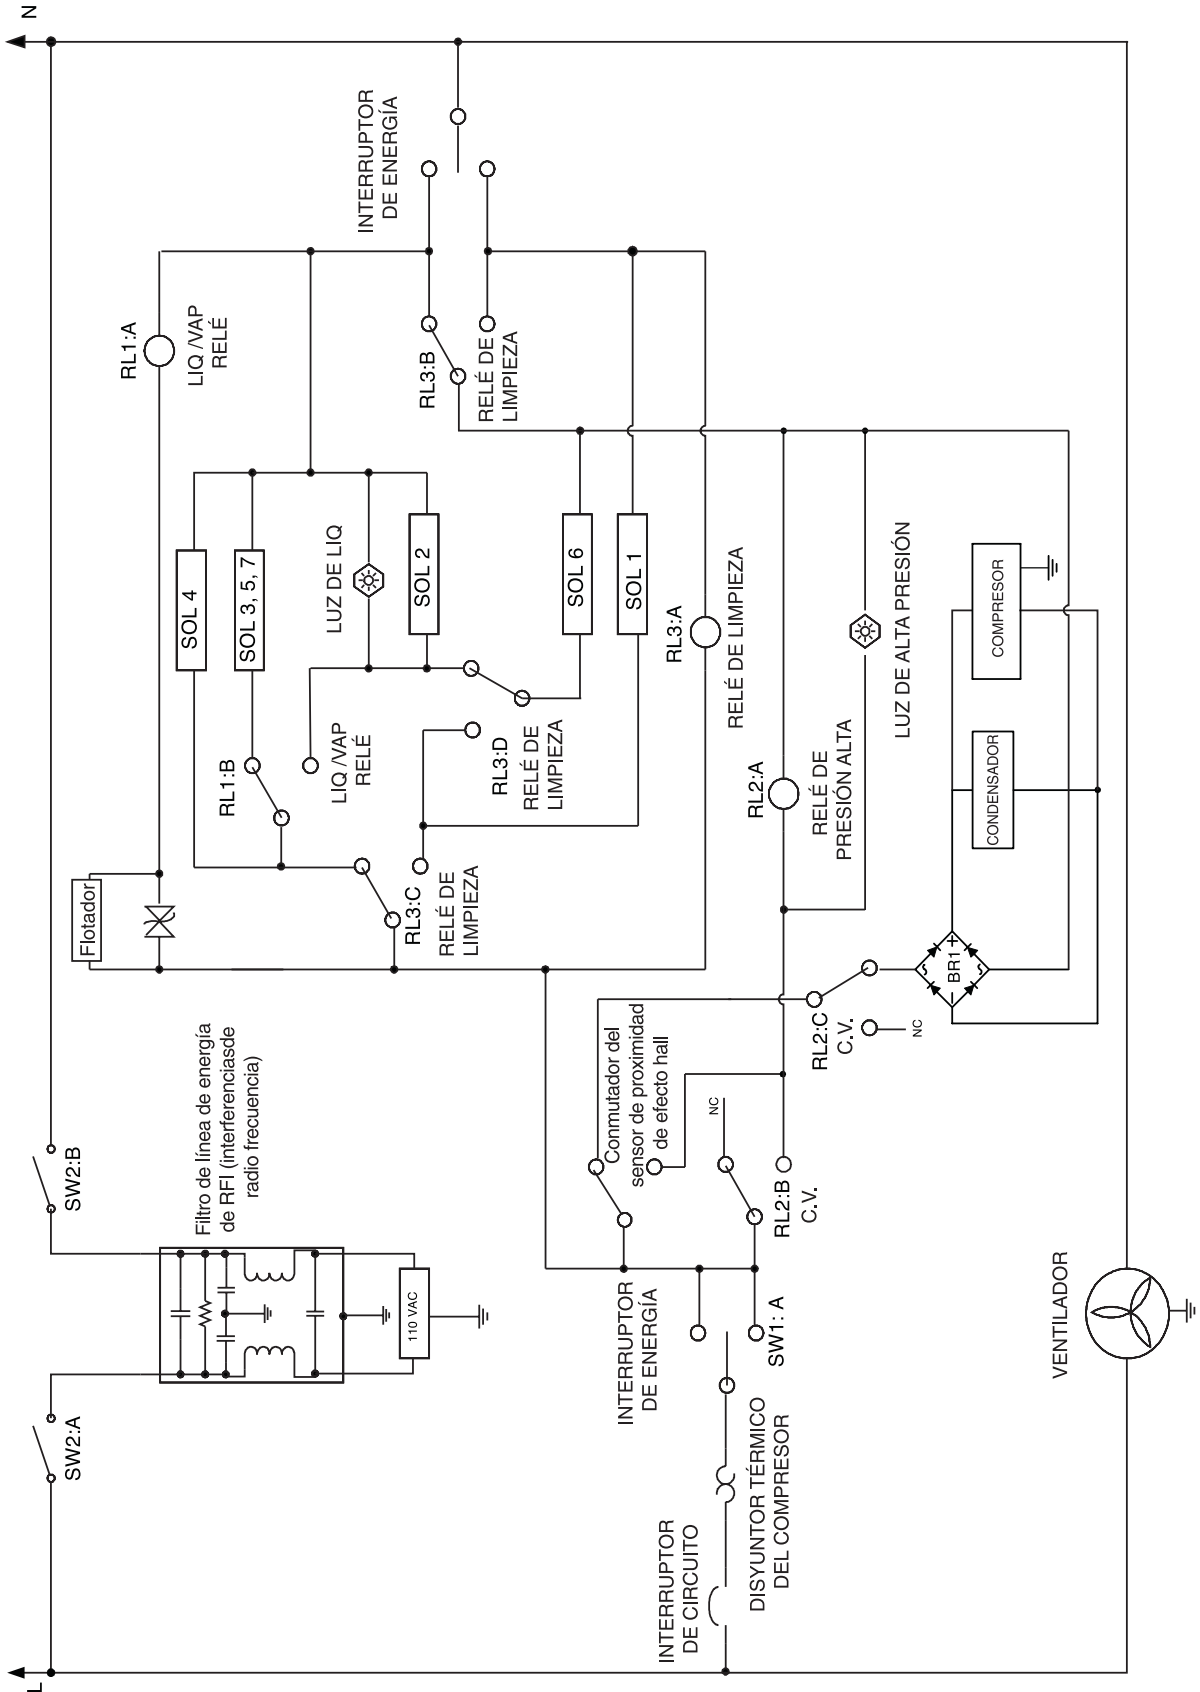 L
N
SW2:A
SW2:B
Filtro de línea de energía
de RFI (interferenciasde
radio frecuencia)
110 VAC
Flotador
RL1:A
LIQ /VAP
RELÉ
INTERRUPTOR
DE ENERGÍA
SOL 4
SOL 3, 5, 7
LUZ DE LIQ
SOL 2
SOL 6
SOL 1
RL1:B
LIQ /VAP
RELÉ
RL3:B
RELÉ DE
LIMPIEZA
RL3:C
RELÉ DE
LIMPIEZA
RL3:D
RELÉ DE
LIMPIEZA
RL3:A
RELÉ DE LIMPIEZA
INTERRUPTOR
DE CIRCUITO
DISYUNTOR TÉRMICO
DEL COMPRESOR
INTERRUPTOR
DE ENERGÍA
SW1: A
Conmutador del
sensor de proximidad
de efecto hall
NC
RL2:B
C.V.
RL2:C
C.V.
NC
RL2:A
RELÉ DE
PRESIÓN ALTA
LUZ DE ALTA PRESIÓN
BR1
CONDENSADOR
COMPRESOR
VENTILADOR